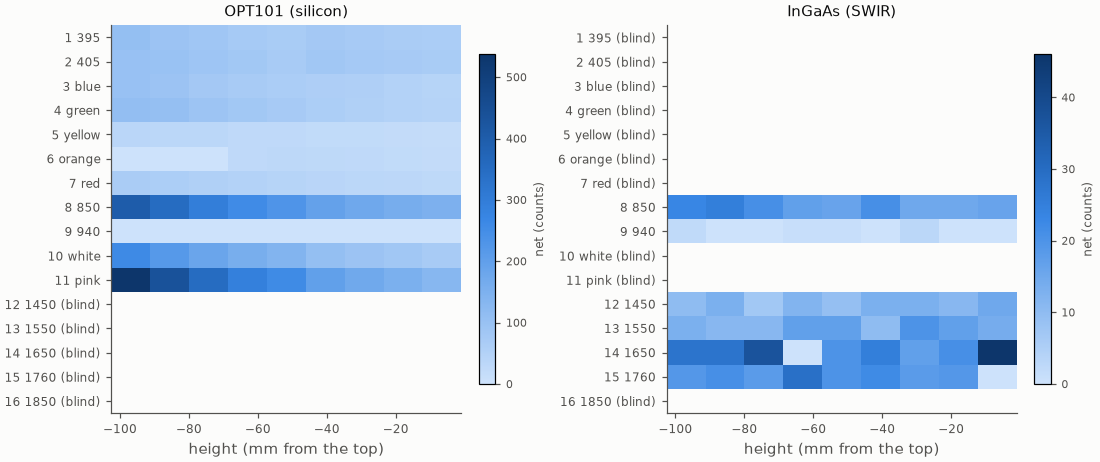 OPT101 (silicon)
1 395
2 405
3 blue
4 green
5 yellow
6 orange
7 red
8 850
9 940
10 white
11 pink
12 1450 (blind)
13 1550 (blind)
14 1650 (blind)
15 1760 (blind)
16 1850 (blind)
−100 −80 −60 −40 −20
height (mm from the top)
500
400
300
200
100
0
net (counts)
InGaAs (SWIR)
1 395 (blind)
2 405 (blind)
3 blue (blind)
4 green (blind)
5 yellow (blind)
6 orange (blind)
7 red (blind)
8 850
9 940
10 white (blind)
11 pink (blind)
12 1450
13 1550
14 1650
15 1760
16 1850 (blind)
−100 −80 −60 −40 −20
height (mm from the top)
40
30
20
10
0
net (counts)